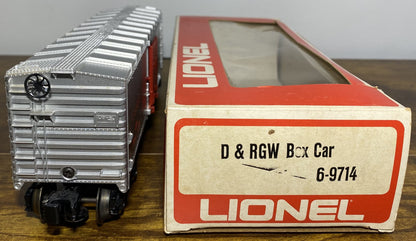 LIONEL
D & RGW Box Car
6-9714
LIONEL